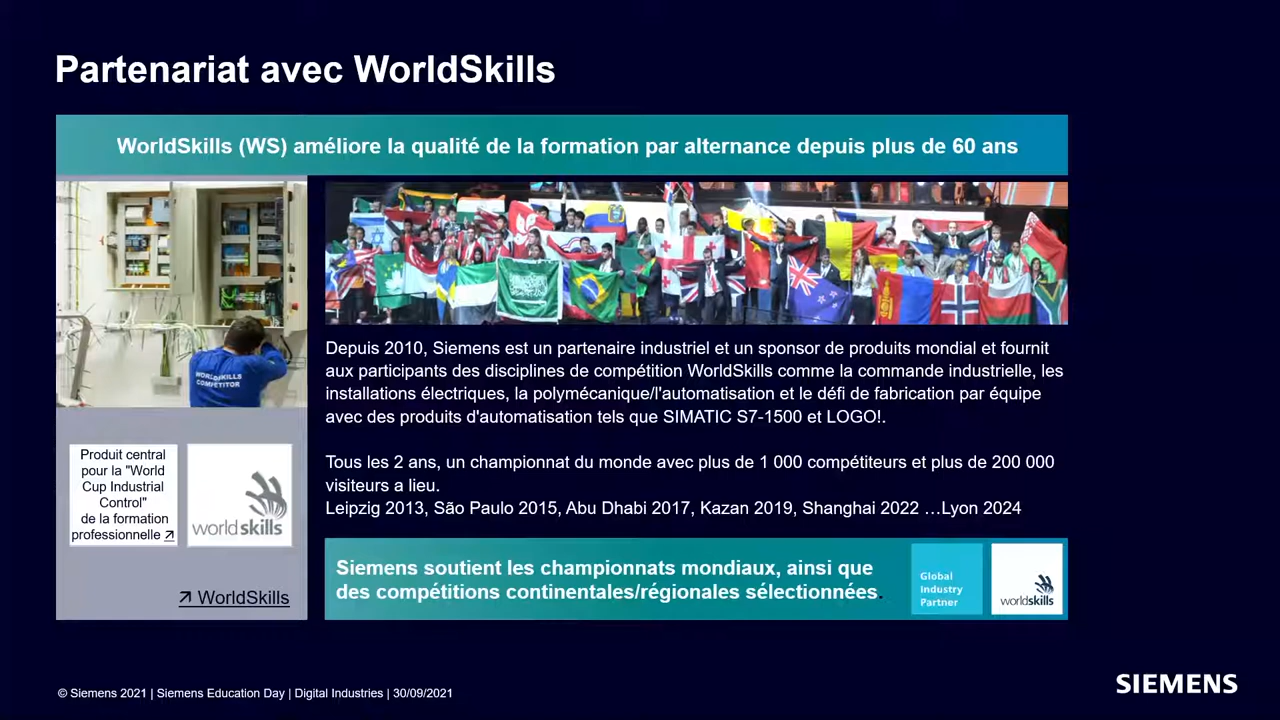 Partenariat avec WorldSkills
WorldSkills (WS) améliore la qualité de la formation par alternance depuis plus de 60 ans
WORLDSKILLS
COMPETITOR
Depuis 2010, Siemens est un partenaire industriel et un sponsor de produits mondial et fournit
aux participants des disciplines de compétition WorldSkills comme la commande industrielle, les
installations électriques, la polymécanique/l'automatisation et le défi de fabrication par équipe
avec des produits d'automatisation tels que SIMATIC S7-1500 et LOGO!.
Tous les 2 ans, un championnat du monde avec plus de 1 000 compétiteurs et plus de 200 000
visiteurs a lieu.
Leipzig 2013, São Paulo 2015, Abu Dhabi 2017, Kazan 2019, Shanghai 2022 …Lyon 2024
Produit central
pour la "World
Cup Industrial
Control"
de la formation
professionnelle ↗
worldskills
↗ WorldSkills
Siemens soutient les championnats mondiaux, ainsi que
des compétitions continentales/régionales sélectionnées.
Global
Industry
Partner
worldskills
© Siemens 2021 | Siemens Education Day | Digital Industries | 30/09/2021
SIEMENS